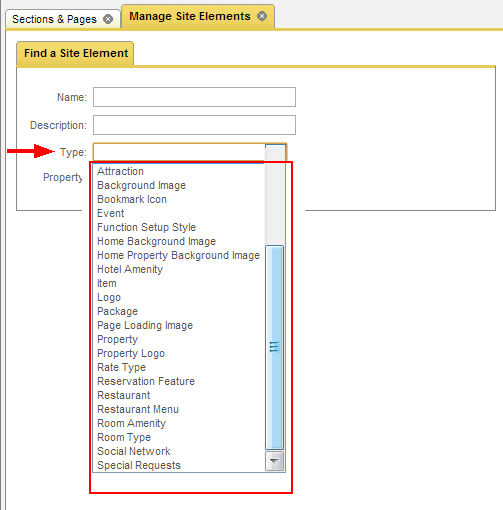 Sections & Pages
Manage Site Elements
Find a Site Element
Name:
Description:
Type:
Property
Attraction
Background Image
Bookmark Icon
Event
Function Setup Style
Home Background Image
Home Property Background Image
Hotel Amenity
Item
Logo
Package
Page Loading Image
Property
Property Logo
Rate Type
Reservation Feature
Restaurant
Restaurant Menu
Room Amenity
Room Type
Social Network
Special Requests